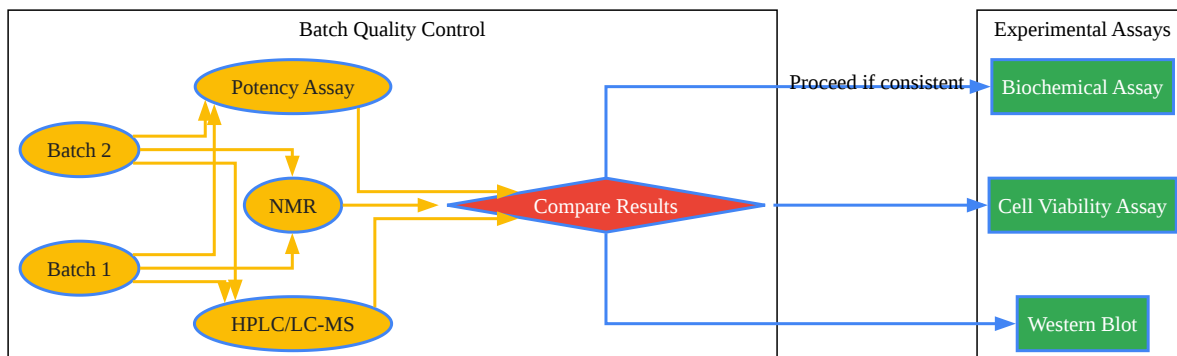 Batch Quality Control
Experimental Assays
Potency Assay
Proceed if consistent
Biochemical Assay
Batch 2
NMR
Compare Results
Cell Viability Assay
Batch 1
HPLC/LC-MS
Western Blot